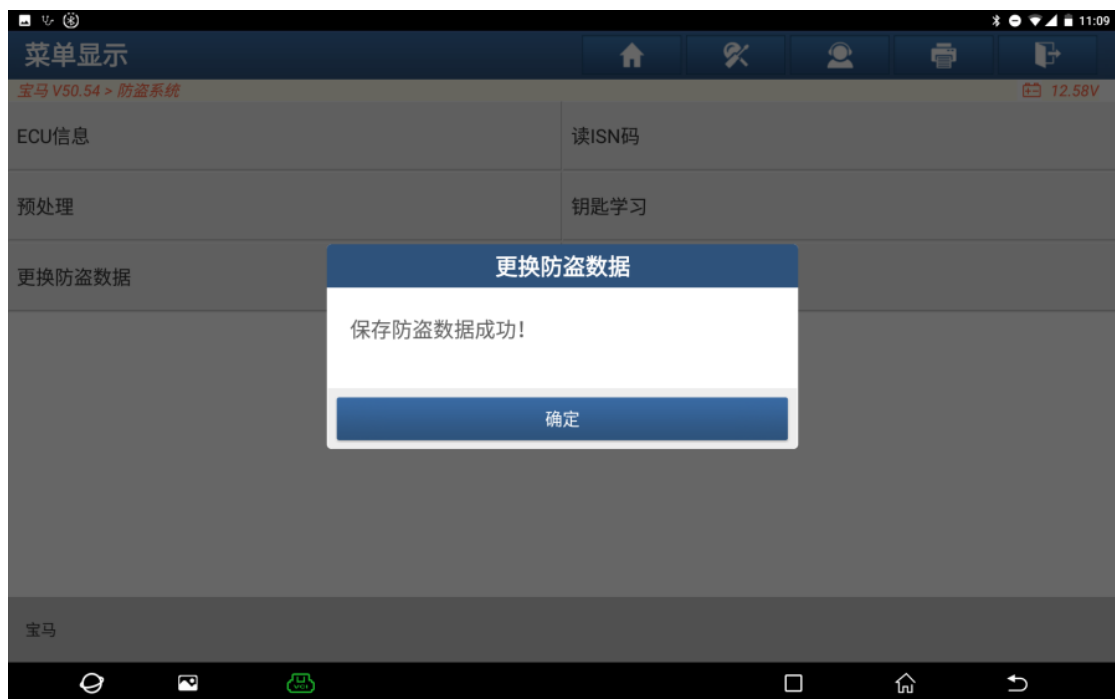 11:09
菜单显示
宝马 V50.54 > 防盗系统
12.58V
ECU信息
读ISN码
预处理
钥匙学习
更换防盗数据
更换防盗数据
保存防盗数据成功!
确定
宝马
VCI